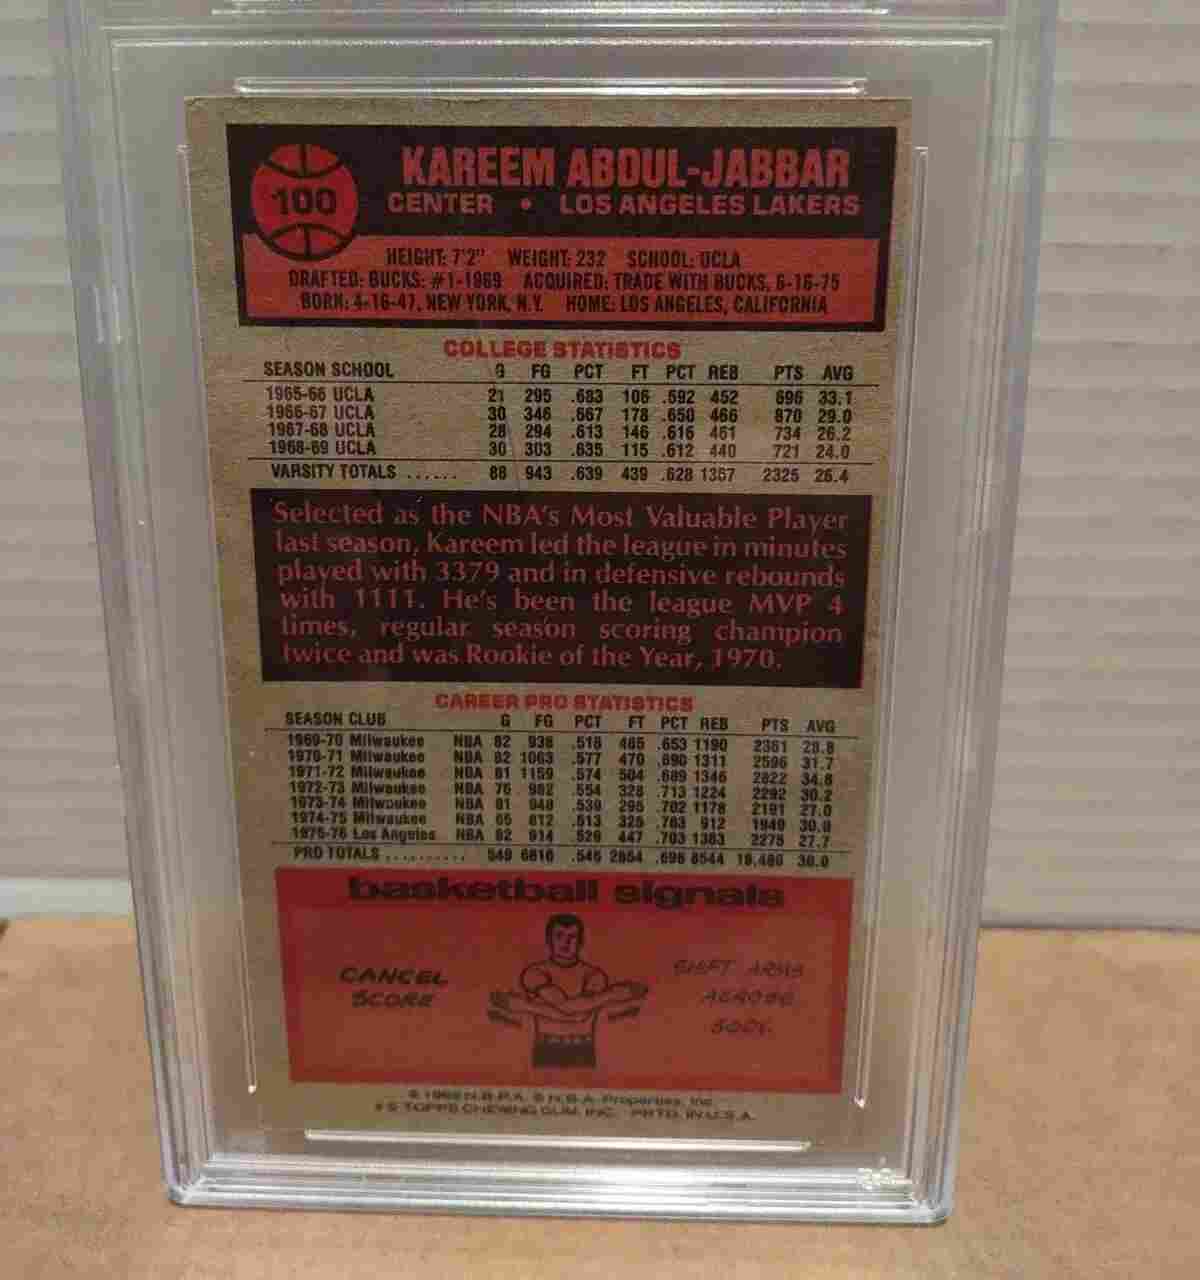 100
KAREEM ABDUL-JABBAR
CENTER • LOS ANGELES LAKERS
HEIGHT: 7'2" WEIGHT: 232 SCHOOL: UCLA
DRAFTED: BUCKS: #1-1969 ACQUIRED: TRADE WITH BUCKS, 6-16-75
BORN: 4-16-47, NEW YORK, N.Y. HOME: LOS ANGELES, CALIFORNIA
COLLEGE STATISTICS
SEASON SCHOOL G FG PCT FT PCT REB PTS AVG
1965-66 UCLA 21 295 .683 106 .592 452 696 33.1
1966-67 UCLA 30 346 .667 178 .650 466 870 29.0
1967-68 UCLA 28 294 .613 146 .616 461 734 26.2
1968-69 UCLA 30 303 .635 115 .612 440 721 24.0
VARSITY TOTALS ...... 88 943 .639 439 .628 1367 2325 26.4
Selected as the NBA's Most Valuable Player
last season, Kareem led the league in minutes
played with 3379 and in defensive rebounds
with 1111. He's been the league MVP 4
times, regular season scoring champion
twice and was Rookie of the Year, 1970.
CAREER PRO STATISTICS
SEASON CLUB G FG PCT FT PCT REB PTS AVG
1969-70 Milwaukee NBA 82 938 .518 485 .653 1190 2361 28.8
1970-71 Milwaukee NBA 82 1063 .577 470 .690 1311 2596 31.7
1971-72 Milwaukee NBA 81 1159 .574 504 .689 1346 2822 34.8
1972-73 Milwaukee NBA 76 982 .554 328 .713 1224 2292 30.2
1973-74 Milwaukee NBA 81 948 .539 295 .702 1178 2191 27.0
1974-75 Milwaukee NBA 65 812 .513 325 .763 912 1949 30.0
1975-76 Los Angeles NBA 82 914 .529 447 .703 1383 2275 27.7
PRO TOTALS .......... 549 6816 2854 8544 16,486 30.0
basketball signals
CANCEL
SCORE
ARMS
ACROSS
BODY
N.B.P.A. & N.B.A. Properties, Inc.
TOPPS CHEWING GUM, INC. PRTD. IN U.S.A.